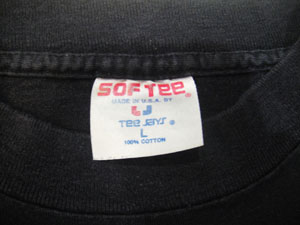 SOFTEE®
MADE IN U.S.A. BY
TEE JAYS ®
L
100% COTTON